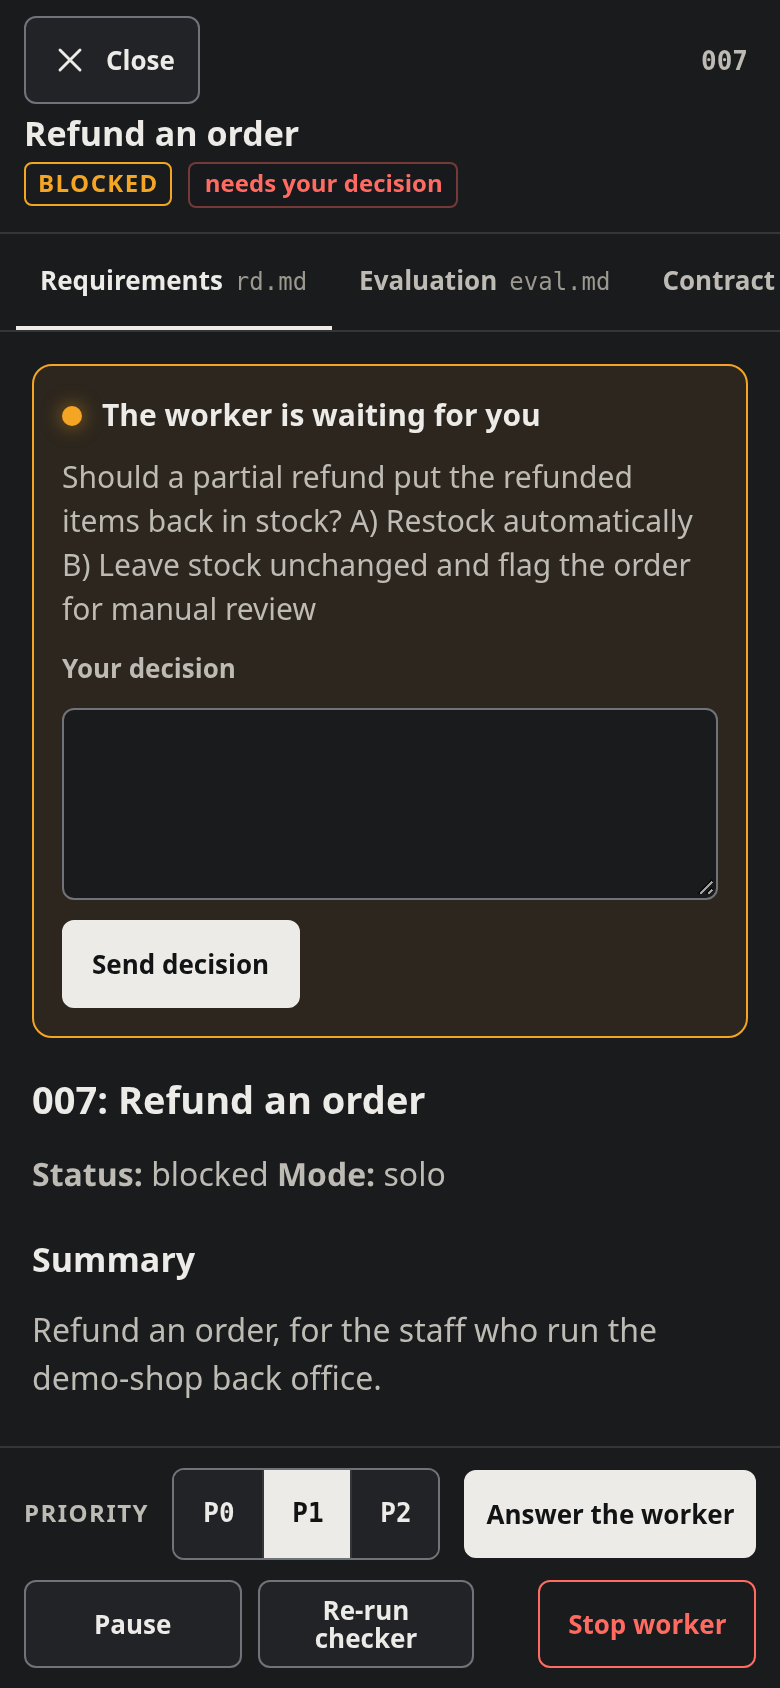 Close
007
Refund an order
BLOCKED
needs your decision
Requirements rd.md
Evaluation eval.md
Contract
The worker is waiting for you
Should a partial refund put the refunded
items back in stock? A) Restock automatically
B) Leave stock unchanged and flag the order
for manual review
Your decision
Send decision
007: Refund an order
Status: blocked Mode: solo
Summary
Refund an order, for the staff who run the
demo-shop back office.
PRIORITY
P0
P1
P2
Answer the worker
Pause
Re-run
checker
Stop worker